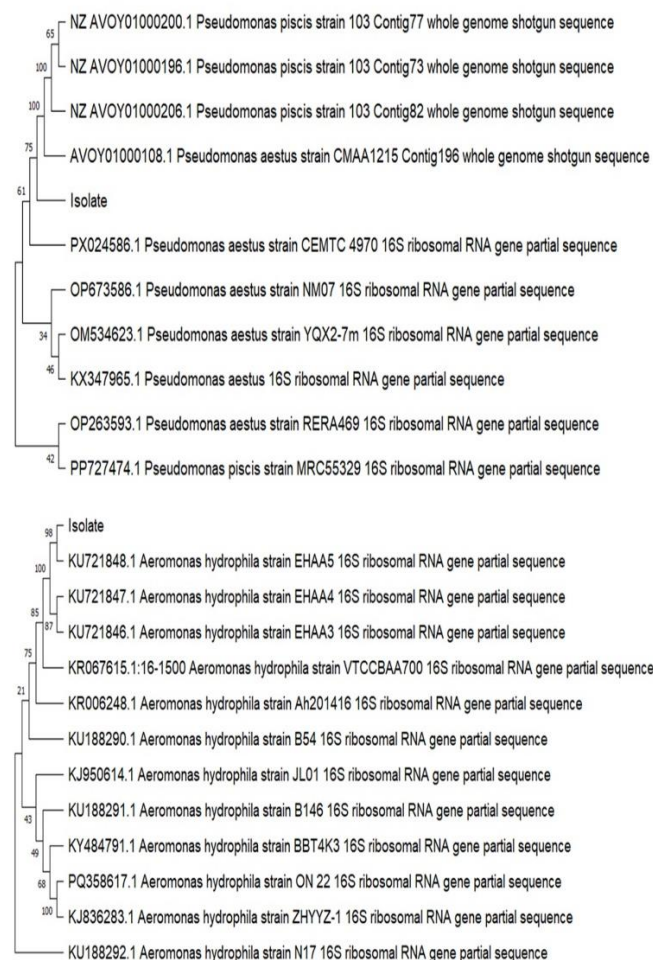 NZ AVOY01000200.1 Pseudomonas piscis strain 103 Contig77 whole genome shotgun sequence
65
NZ AVOY01000196.1 Pseudomonas piscis strain 103 Contig73 whole genome shotgun sequence
100
NZ AVOY01000206.1 Pseudomonas piscis strain 103 Contig82 whole genome shotgun sequence
100
AVOY01000108.1 Pseudomonas aestus strain CMAA1215 Contig196 whole genome shotgun sequence
75
Isolate
61
PX024586.1 Pseudomonas aestus strain CEMTC 4970 16S ribosomal RNA gene partial sequence
OP673586.1 Pseudomonas aestus strain NM07 16S ribosomal RNA gene partial sequence
34
OM534623.1 Pseudomonas aestus strain YQX2-7m 16S ribosomal RNA gene partial sequence
46
KX347965.1 Pseudomonas aestus 16S ribosomal RNA gene partial sequence
OP263593.1 Pseudomonas aestus strain RERA469 16S ribosomal RNA gene partial sequence
42
PP727474.1 Pseudomonas piscis strain MRC55329 16S ribosomal RNA gene partial sequence
Isolate
98
KU721848.1 Aeromonas hydrophila strain EHAA5 16S ribosomal RNA gene partial sequence
100
KU721847.1 Aeromonas hydrophila strain EHAA4 16S ribosomal RNA gene partial sequence
85
87
KU721846.1 Aeromonas hydrophila strain EHAA3 16S ribosomal RNA gene partial sequence
75
KR067615.1:16-1500 Aeromonas hydrophila strain VTCCBAA700 16S ribosomal RNA gene partial sequence
21
KR006248.1 Aeromonas hydrophila strain Ah201416 16S ribosomal RNA gene partial sequence
KU188290.1 Aeromonas hydrophila strain B54 16S ribosomal RNA gene partial sequence
KJ950614.1 Aeromonas hydrophila strain JL01 16S ribosomal RNA gene partial sequence
43
KU188291.1 Aeromonas hydrophila strain B146 16S ribosomal RNA gene partial sequence
49
KY484791.1 Aeromonas hydrophila strain BBT4K3 16S ribosomal RNA gene partial sequence
68
PQ358617.1 Aeromonas hydrophila strain ON 22 16S ribosomal RNA gene partial sequence
100
KJ836283.1 Aeromonas hydrophila strain ZHYYZ-1 16S ribosomal RNA gene partial sequence
KU188292.1 Aeromonas hydrophila strain N17 16S ribosomal RNA gene partial sequence